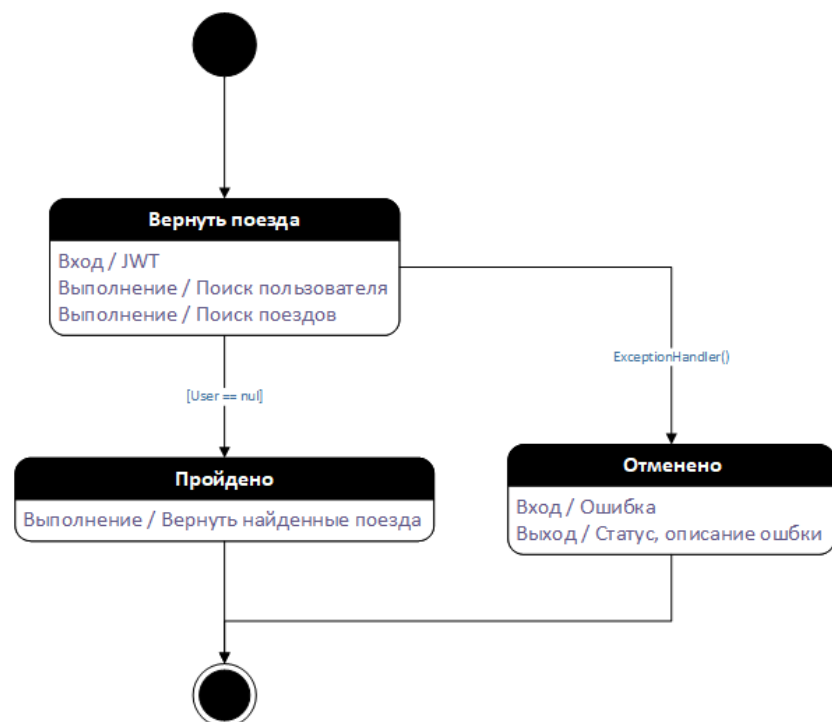 Вернуть поезда
Вход / JWT
Выполнение / Поиск пользователя
Выполнение / Поиск поездов
ExceptionHandler()
[User == nul]
Пройдено
Выполнение / Вернуть найденные поезда
Отменено
Вход / Ошибка
Выход / Статус, описание ошбки